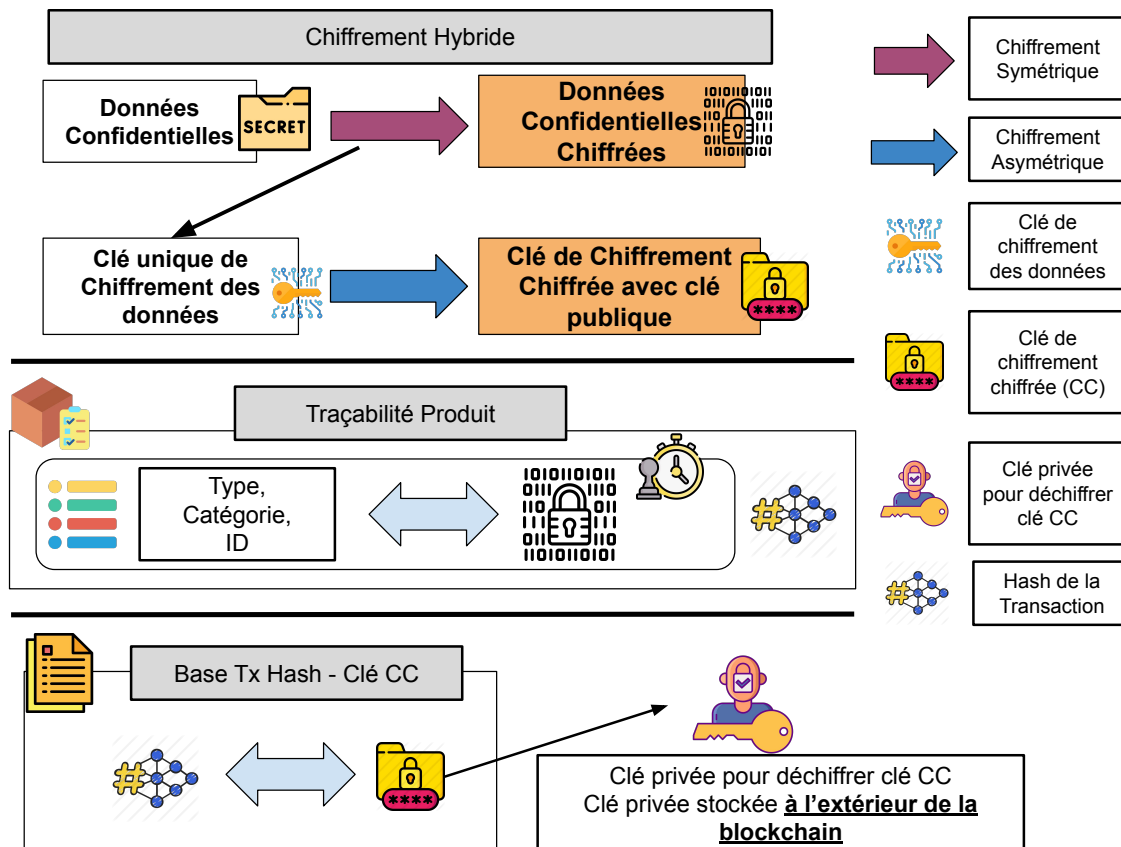 Chiffrement Hybride
Données
Confidentielles
SECRET
Données
Confidentielles
Chiffrées
Clé unique de
Chiffrement des
données
Clé de Chiffrement
Chiffrée avec clé
publique
****
Chiffrement
Symétrique
Chiffrement
Asymétrique
Clé de
chiffrement
des données
****
Clé de
chiffrement
chiffrée (CC)
Clé privée
pour déchiffrer
clé CC
#
Hash de la
Transaction
Traçabilité Produit
Type,
Catégorie,
ID
#
Base Tx Hash - Clé CC
#
****
Clé privée pour déchiffrer clé CC
Clé privée stockée à l’extérieur de la
blockchain